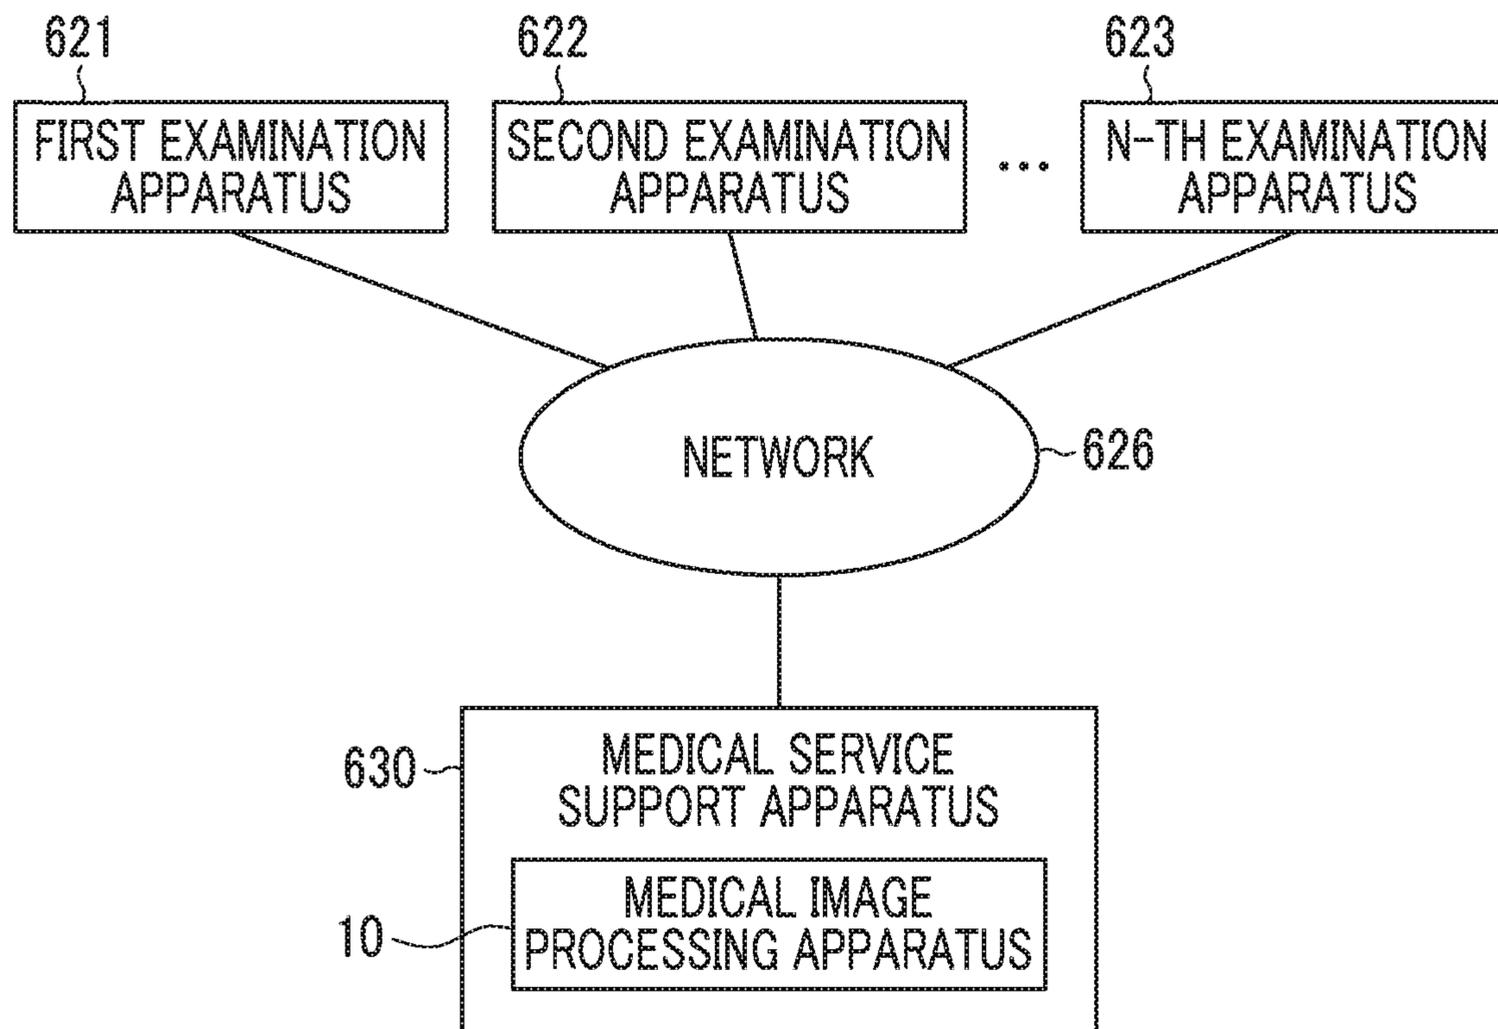 621
622
623
FIRST EXAMINATION
APPARATUS
SECOND EXAMINATION
APPARATUS
...
N-TH EXAMINATION
APPARATUS
NETWORK
626
630
MEDICAL SERVICE
SUPPORT APPARATUS
10
MEDICAL IMAGE
PROCESSING APPARATUS